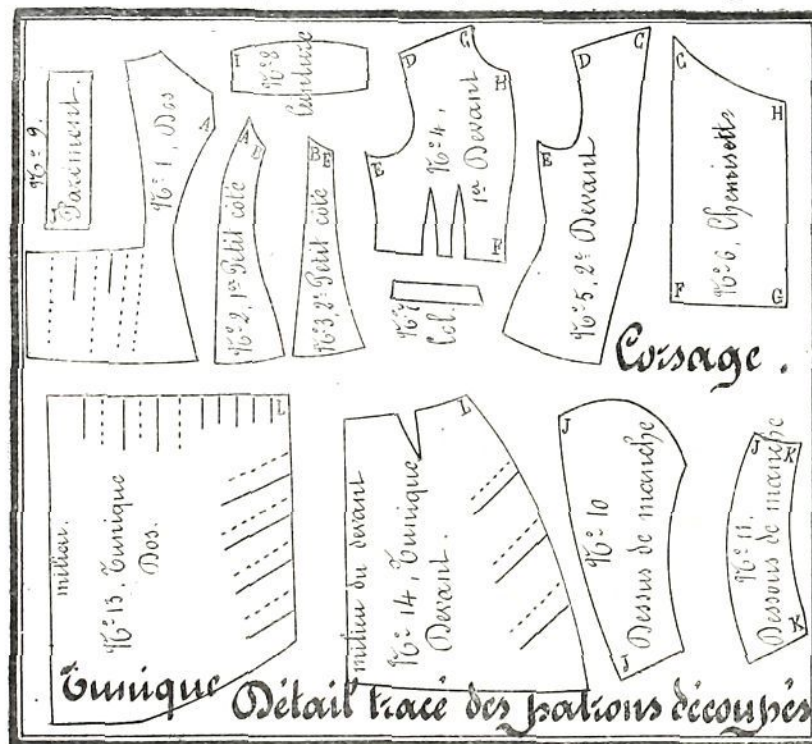 N° 9.
Pariment.
N° 1, Dos
A
I
N° 8
Ceinture
A
B
N° 2, 1er Petit côté
B E
N° 3, 2e Petit côté
D
G
H
E
F
N° 4,
1er Devant
N° 7
Col.
D
C
E
N° 5, 2e Devant
C
H
F
G
N° 6, Chemisette
Corsage.
milieu.
L
N° 13, Tunique
Dos.
milieu du devant
L
N° 14, Tunique
Devant.
J
J
N° 10
Dessus de manche
J
K
K
N° 11.
Dessous de manche
Tunique
Détail tracé des patrons découpés